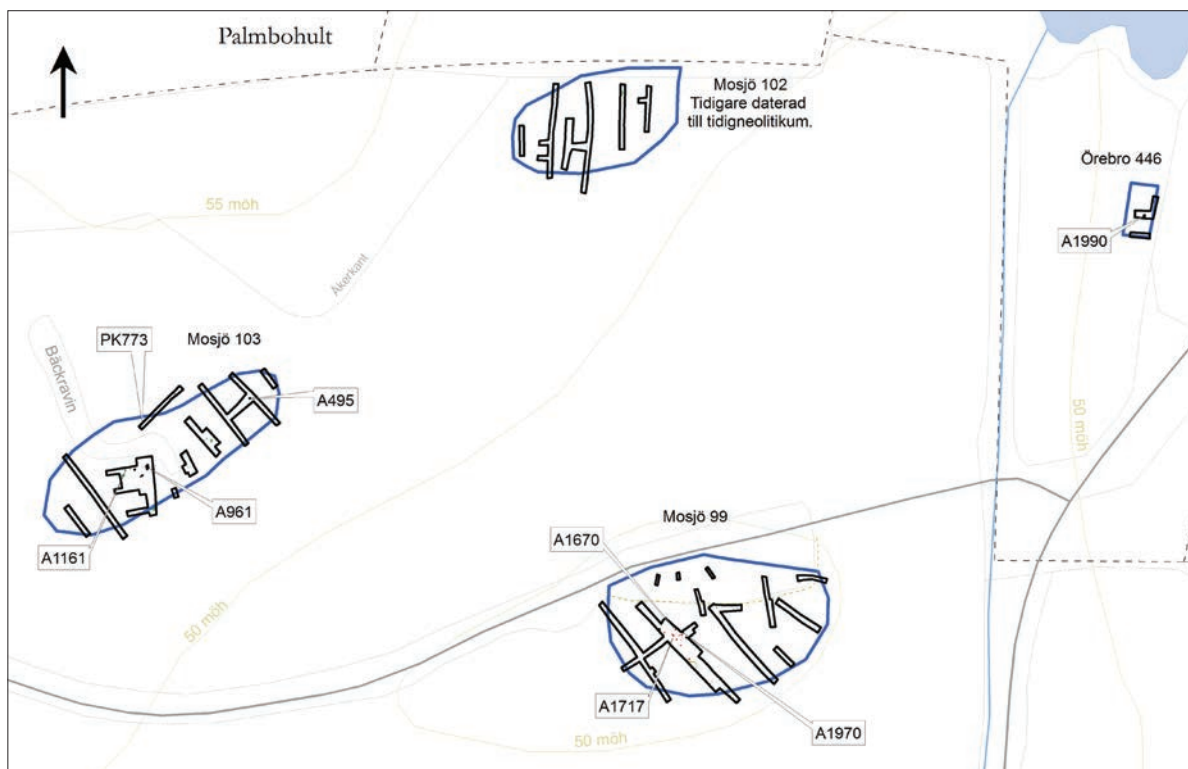 Palmbohult
Mosjö 102
Tidigare daterad
till tidigneolitikum.
Örebro 446
A1990
55 möh
Åkerkant
PK773
Mosjö 103
Bäckravin
A495
50 möh
A961
A1161
Mosjö 99
A1670
50 möh
A1717
A1970
50 möh